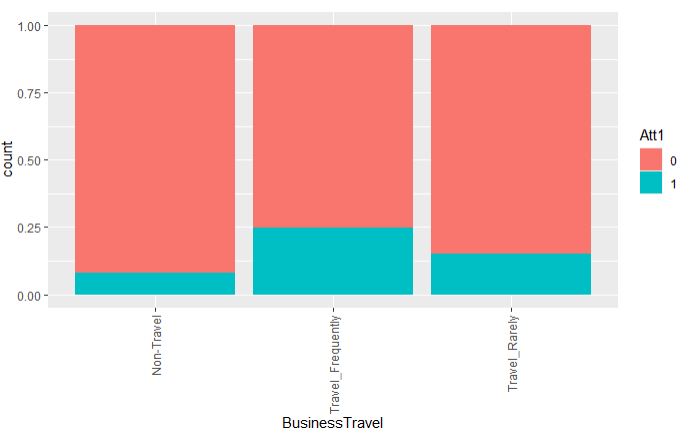 1.00
0.75
0.50
0.25
0.00
count
Non-Travel
Travel_Frequently
Travel_Rarely
BusinessTravel
Att1
0
1